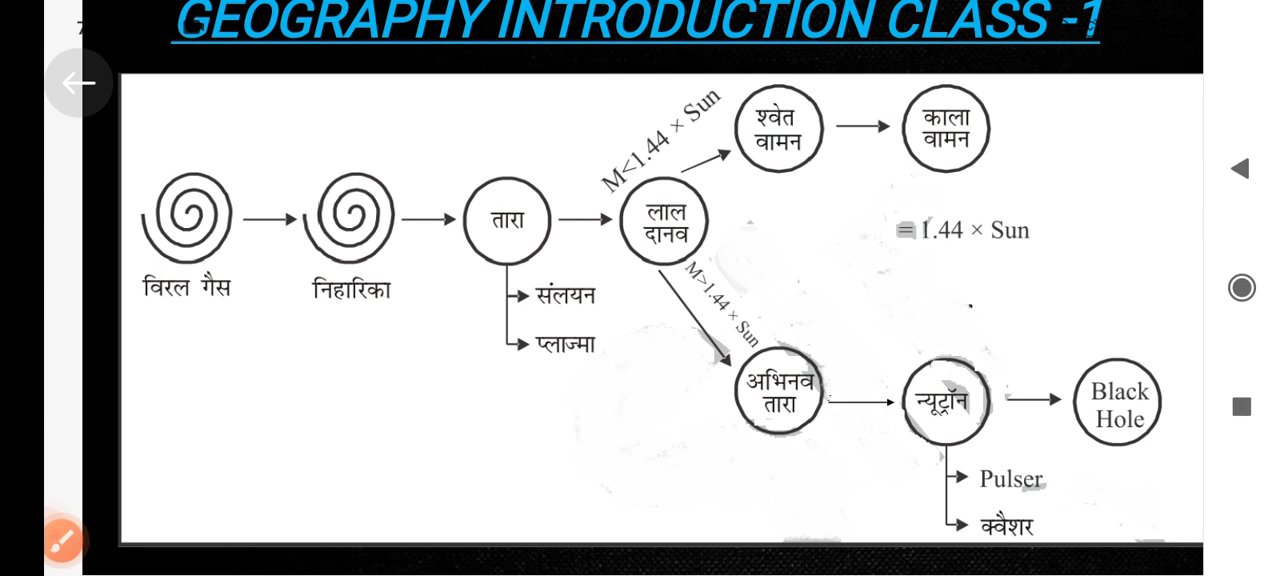 GEOGRAPHY INTRODUCTION CLASS -1
M<1.44 × Sun
श्वेत
वामन
काला
वामन
तारा
लाल
दानव
= 1.44 × Sun
विरल गैस
निहारिका
संलयन
प्लाज्मा
M>1.44 × Sun
अभिनव
तारा
न्यूट्रॉन
Black
Hole
Pulser
क्वैशर